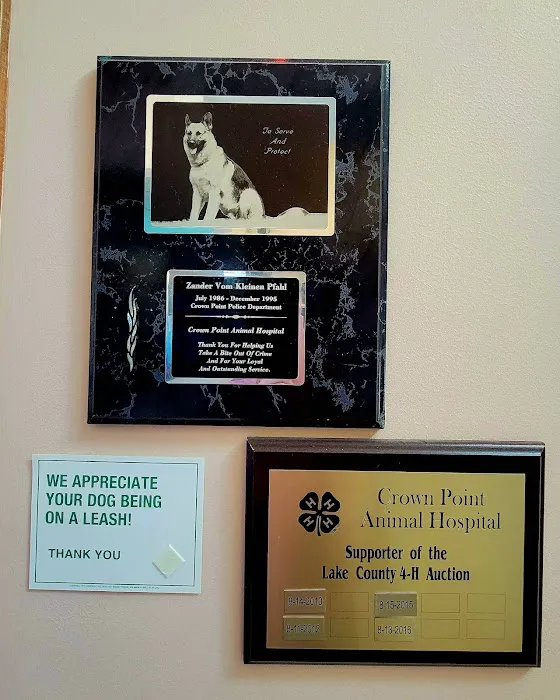 To Serve
And
Protect
Zander Vom Kleinen Pfahl
July 1986 - December 1995
Crown Point Police Department
Crown Point Animal Hospital
Thank You For Helping Us
Take A Bite Out Of Crime
And For Your Loyal
And Outstanding Service.
WE APPRECIATE
YOUR DOG BEING
ON A LEASH!
THANK YOU
H H
H H
Crown Point
Animal Hospital
Supporter of the
Lake County 4-H Auction
8-15-2015
8-13-2016